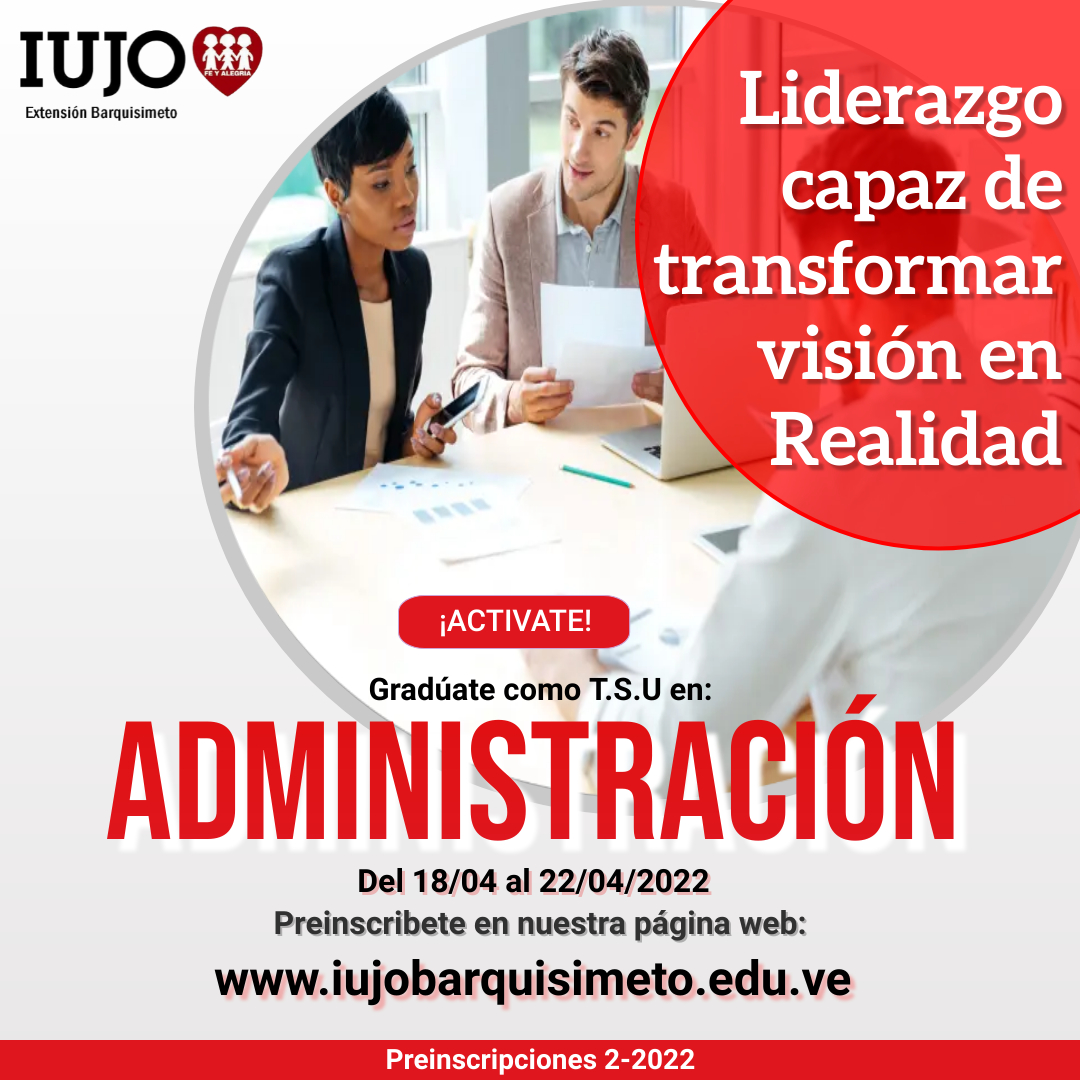 IUJO
FE Y ALEGRIA
Extensión Barquisimeto
Liderazgo
capaz de
transformar
visión en
Realidad
¡ACTIVATE!
Gradúate como T.S.U en:
ADMINISTRACIÓN
Del 18/04 al 22/04/2022
Preinscribete en nuestra página web:
www.iujobarquisimeto.edu.ve
Preinscripciones 2-2022